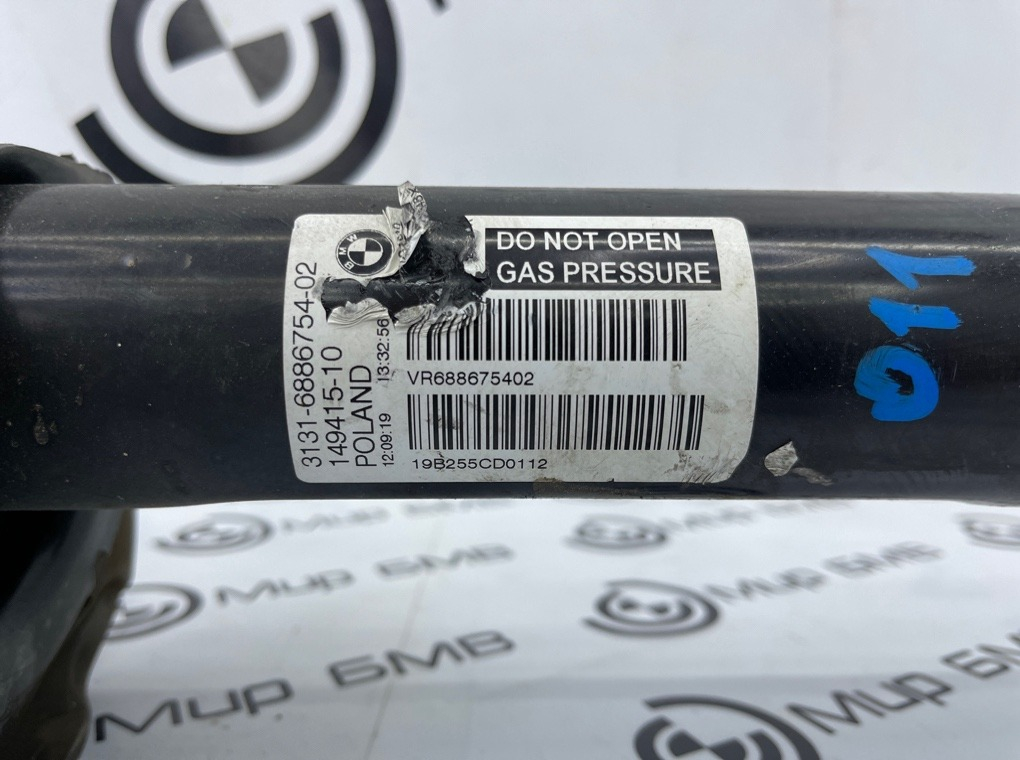 BMW
3131-6886754-02
149415-10
POLAND
12:09:19 13:32:56
DO NOT OPEN
GAS PRESSURE
VR688675402
19B255CD0112
011
Мир БМВ
Мир БМВ
Мир БМВ
Мир БМВ